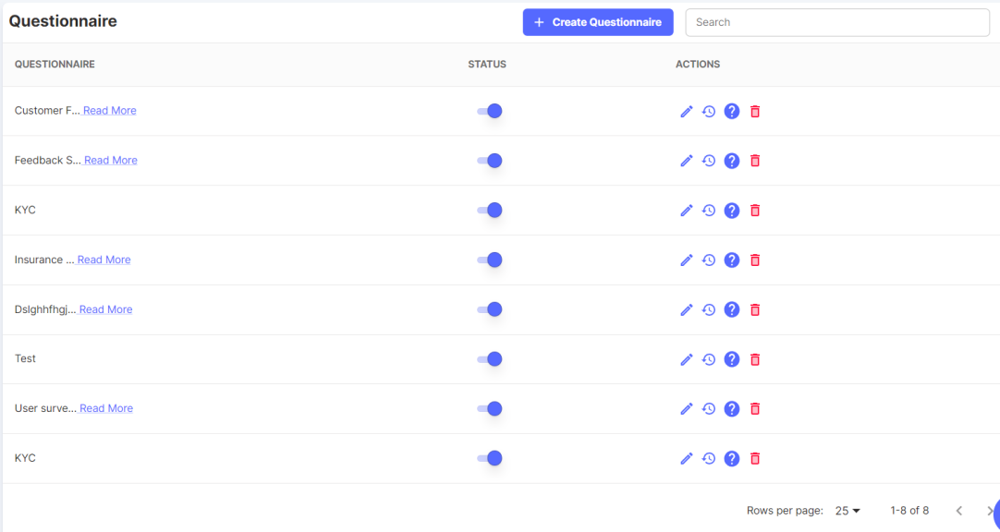 Questionnaire
+ Create Questionnaire
Search
QUESTIONNAIRE STATUS ACTIONS
Customer F... Read More
Feedback S... Read More
KYC
Insurance ... Read More
Dslghhfhgj... Read More
Test
User surve... Read More
KYC
Rows per page: 25 1-8 of 8